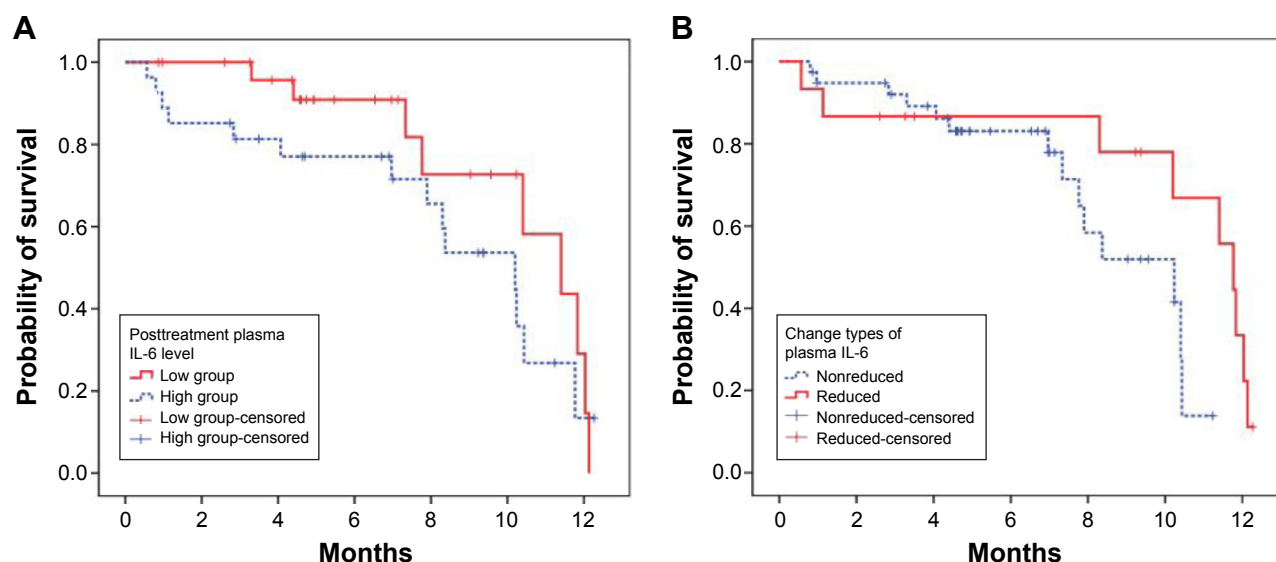 A
Probability of survival
1.0
0.8
0.6
0.4
0.2
0.0
Posttreatment plasma
IL-6 level
Low group
High group
Low group-censored
High group-censored
0 2 4 6 8 10 12
Months
B
Probability of survival
1.0
0.8
0.6
0.4
0.2
0.0
Change types of
plasma IL-6
Nonreduced
Reduced
Nonreduced-censored
Reduced-censored
0 2 4 6 8 10 12
Months